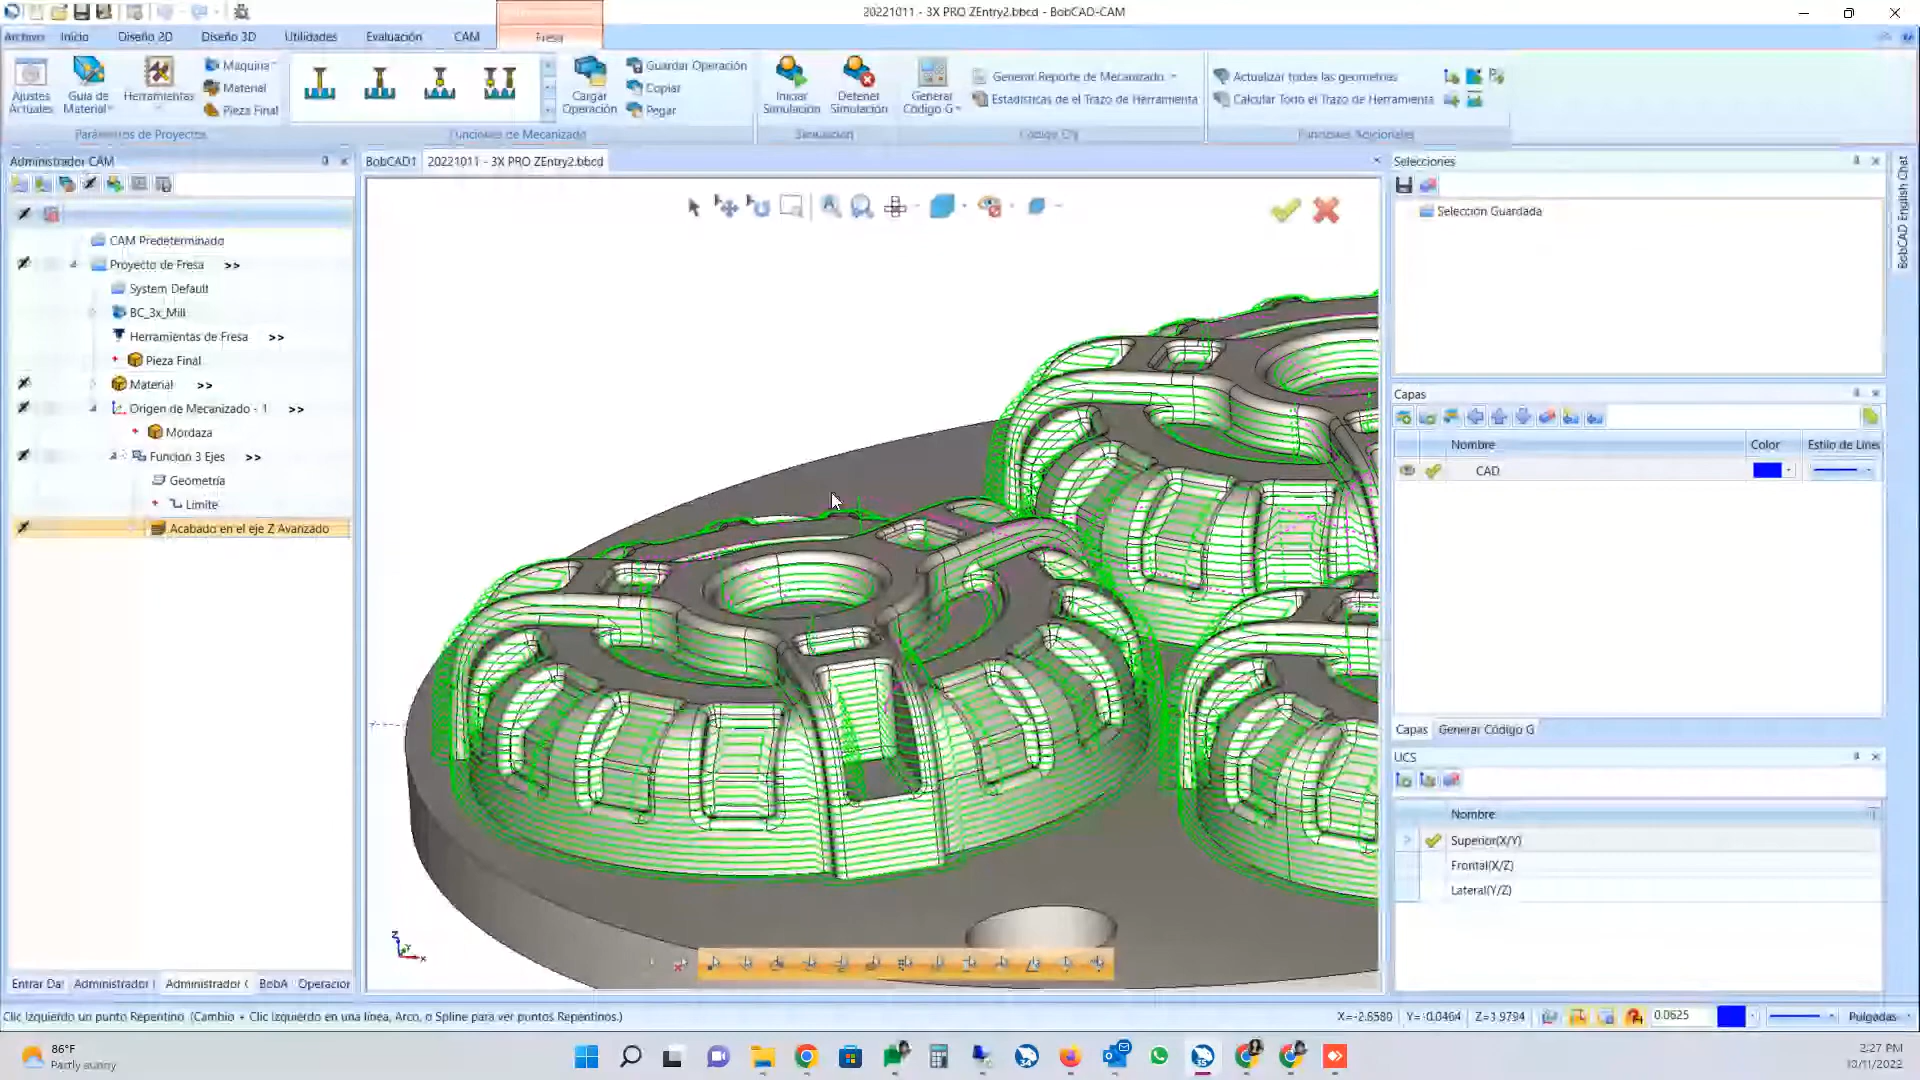 20221011 - 3X PRO ZEntry2.bbcd - BobCAD-CAM
Archivo Inicio Diseño 2D Diseño 3D Utilidades Evaluación CAM Fresa
Ajustes Actuales
Guía de Material
Herramientas
Maquina
Material
Pieza Final
Cargar Operación
Guardar Operación
Copiar
Pegar
Iniciar Simulación
Detener Simulación
Generar Código G
Generar Reporte de Mecanizado
Estadísticas de el Trazo de Herramienta
Actualizar todas las geometrías
Calcular Todo el Trazo de Herramienta
Parámetros de Proyectos
Funciones de Mecanizado
Simulación
Funciones Adicionales
Administrador CAM
BobCAD1
20221011 - 3X PRO ZEntry2.bbcd
Selecciones
BobCAD English Chat
Selección Guardada
CAM Predeterminado
Proyecto de Fresa >>
System Default
BC_3x_Mill
Herramientas de Fresa >>
Pieza Final
Material >>
Origen de Mecanizado - 1 >>
Mordaza
Función 3 Ejes >>
Geometría
Límite
Acabado en el eje Z Avanzado
Capas
Nombre Color Estilo de Line
CAD
Capas Generar Código G
UCS
Nombre
Superior(X/Y)
Frontal(X/Z)
Lateral(Y/Z)
Z
Y
X
Entrar Da Administrador Administrador C BobA Operacior
Clic Izquierdo un punto Repentino (Cambio + Clic Izquierdo en una línea, Arco, o Spline para ver puntos Repentinos.)
X=-2.8580 Y=-0.0464 Z=3.9794
0.0625
Pulgadas
86°F
Partly sunny
2:27 PM
10/11/2022